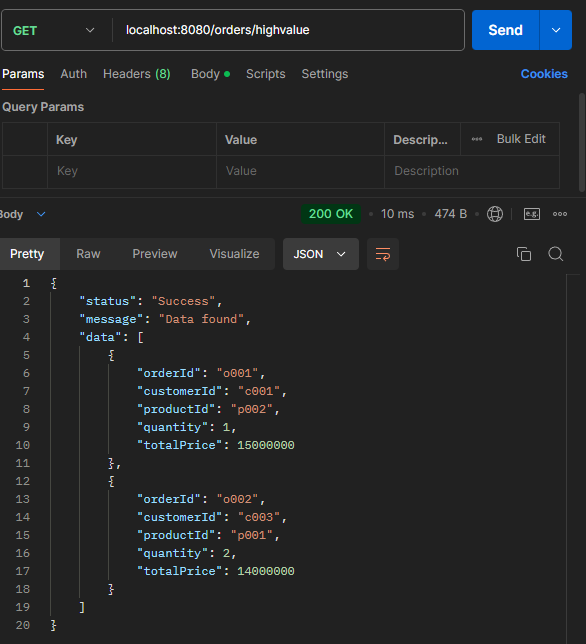 GET localhost:8080/orders/highvalue Send
Params Auth Headers (8) Body Scripts Settings Cookies
Query Params
Key Value Descrip... Bulk Edit
Key Value Description
Body 200 OK 10 ms 474 B e.g.
Pretty Raw Preview Visualize JSON
1 {
2 "status": "Success",
3 "message": "Data found",
4 "data": [
5 {
6 "orderId": "o001",
7 "customerId": "c001",
8 "productId": "p002",
9 "quantity": 1,
10 "totalPrice": 15000000
11 },
12 {
13 "orderId": "o002",
14 "customerId": "c003",
15 "productId": "p001",
16 "quantity": 2,
17 "totalPrice": 14000000
18 }
19 ]
20 }